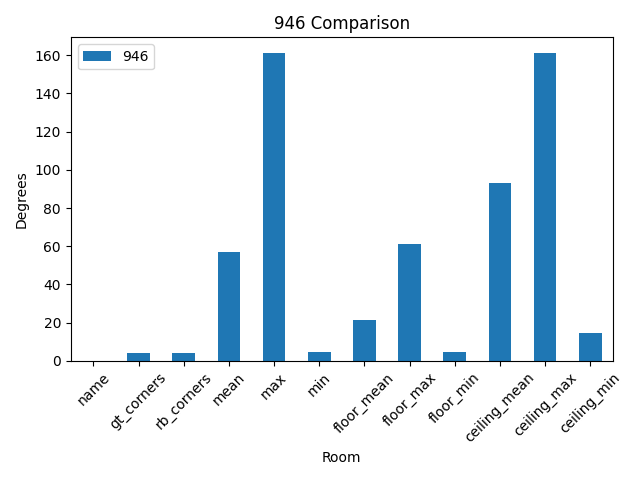 946 Comparison
946
Degrees
160
140
120
100
80
60
40
20
0
name
gt_corners
rb_corners
mean
max
min
floor_mean
floor_max
floor_min
ceiling_mean
ceiling_max
ceiling_min
Room